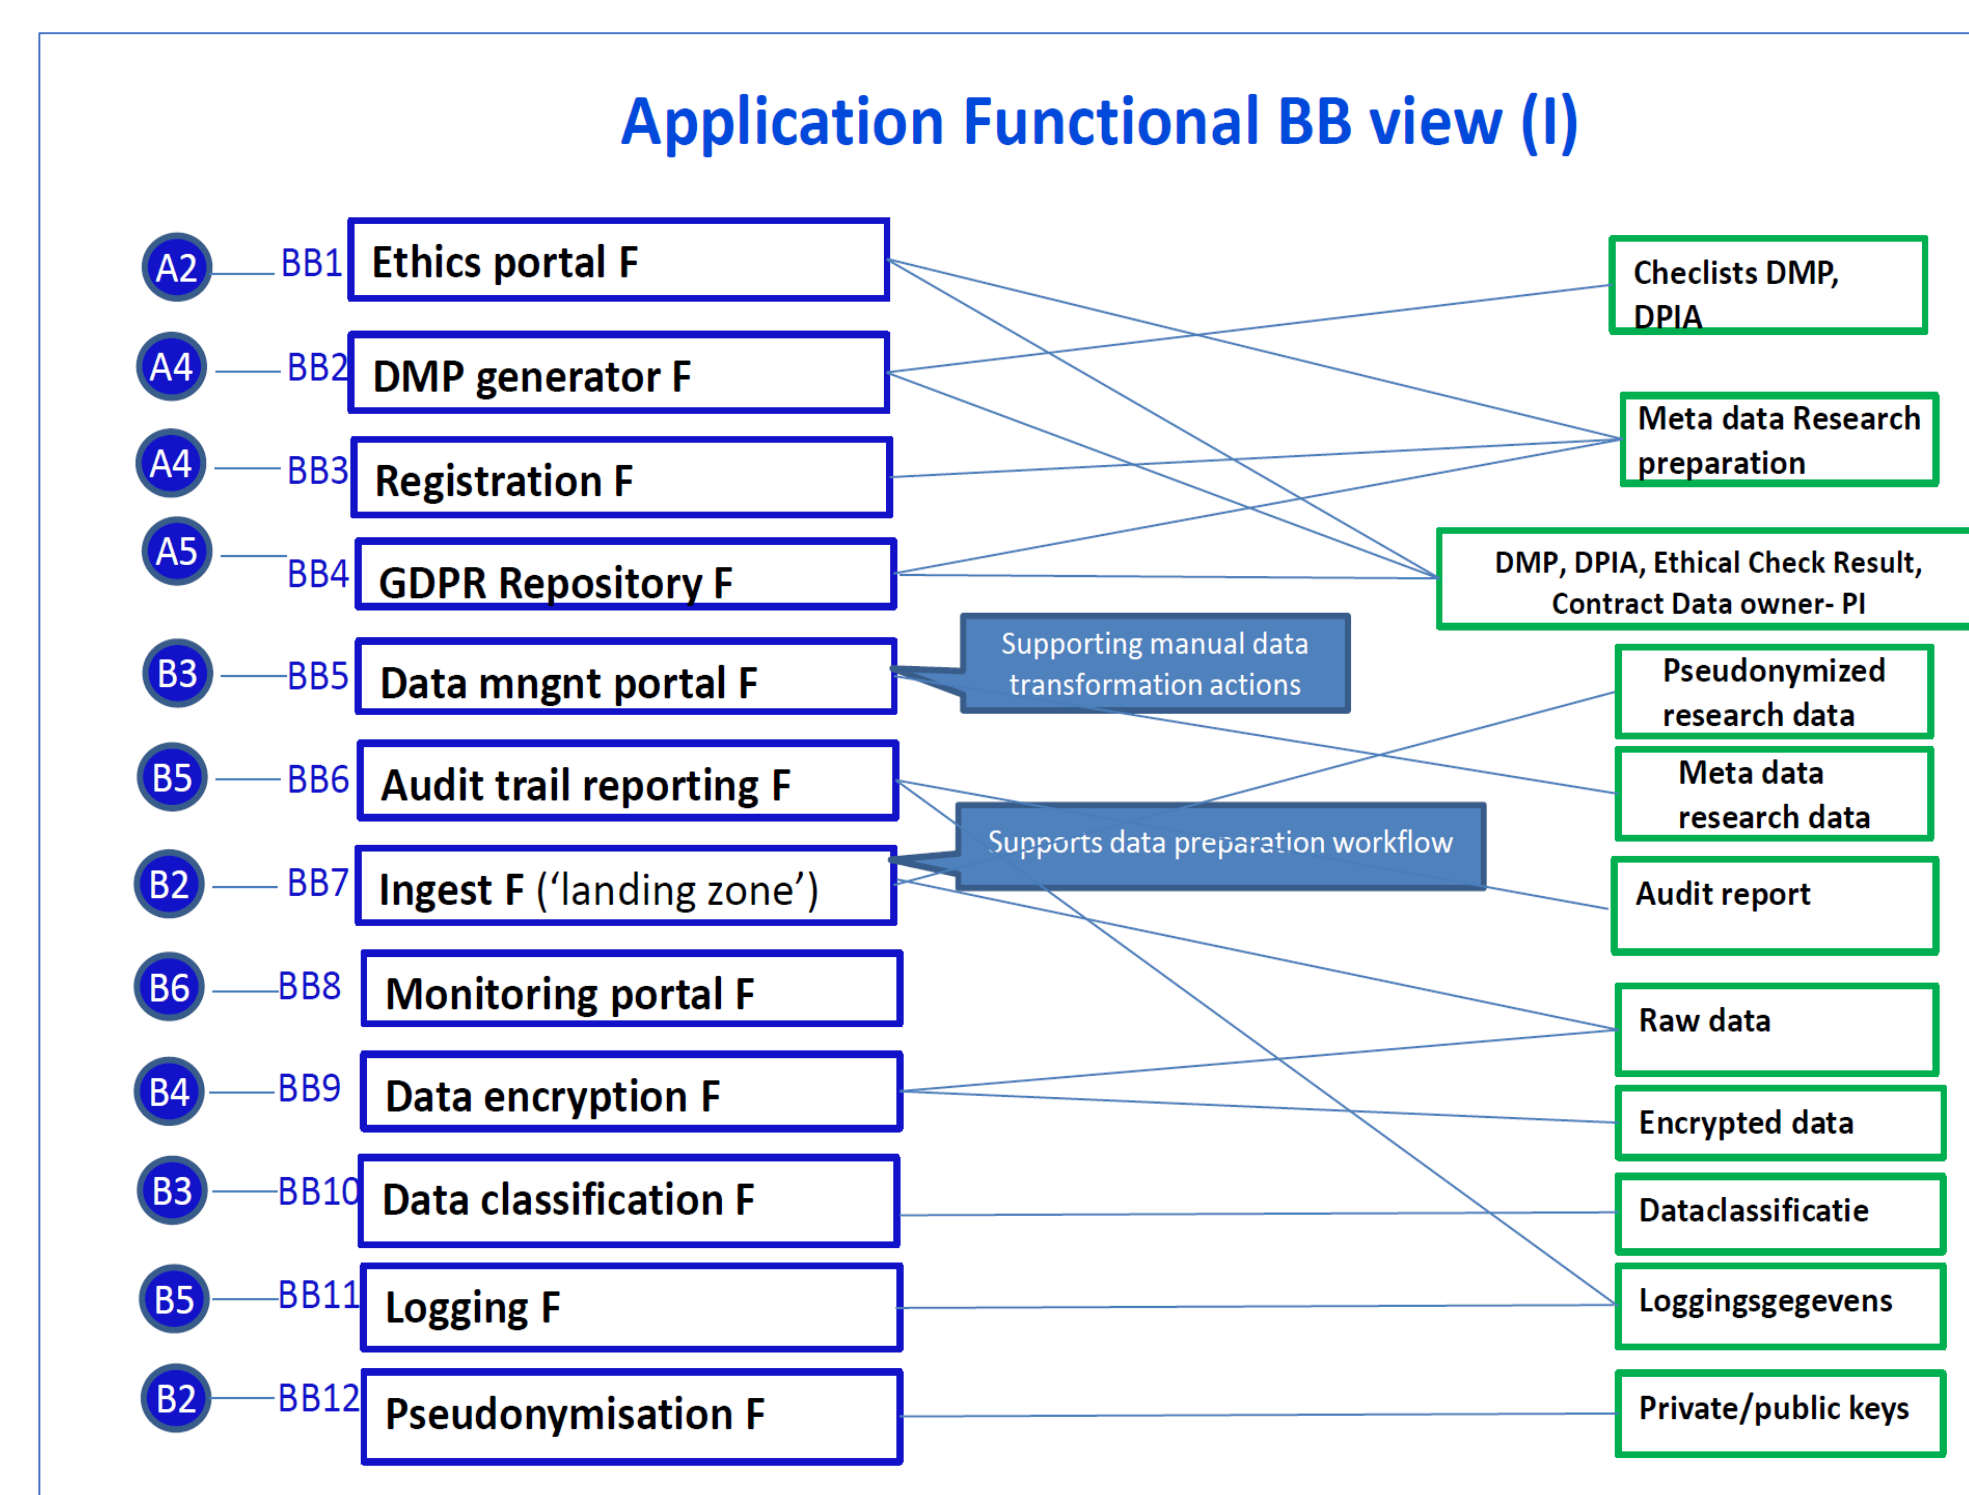 Application Functional BB view (I)
A2 BB1 Ethics portal F
Checlists DMP,
DPIA
A4 BB2 DMP generator F
Meta data Research
preparation
A4 BB3 Registration F
A5 BB4 GDPR Repository F
DMP, DPIA, Ethical Check Result,
Contract Data owner- PI
B3 BB5 Data mngnt portal F
Supporting manual data
transformation actions
Pseudonymized
research data
B5 BB6 Audit trail reporting F
Meta data
research data
B2 BB7 Ingest F (‘landing zone’)
Supports data preparation workflow
Audit report
B6 BB8 Monitoring portal F
Raw data
B4 BB9 Data encryption F
Encrypted data
B3 BB10 Data classification F
Dataclassificatie
B5 BB11 Logging F
Loggingsgegevens
B2 BB12 Pseudonymisation F
Private/public keys